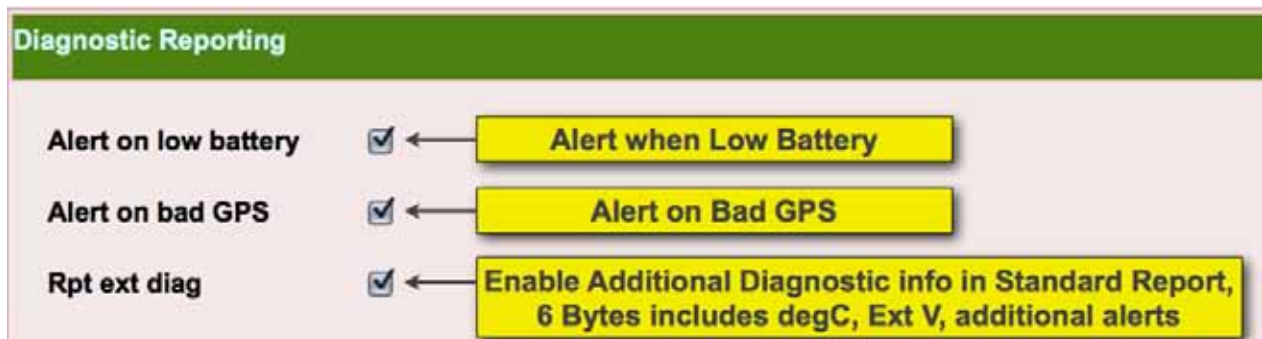 Diagnostic Reporting
Alert on low battery
Alert when Low Battery
Alert on bad GPS
Alert on Bad GPS
Rpt ext diag
Enable Additional Diagnostic info in Standard Report,
6 Bytes includes degC, Ext V, additional alerts